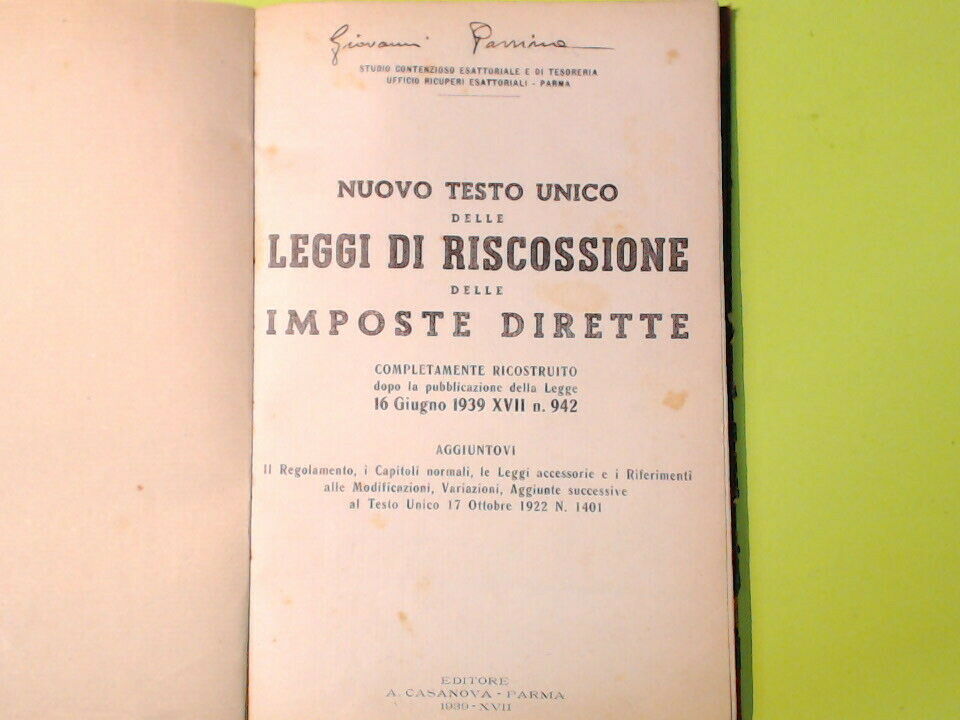 Giovanni
STUDIO CONTENZIOSO ESATTORIALE E DI TESORERIA
UFFICIO RICUPERI ESATTORIALI - PARMA
NUOVO TESTO UNICO
DELLE
LEGGI DI RISCOSSIONE
DELLE
IMPOSTE DIRETTE
COMPLETAMENTE RICOSTRUITO
dopo la pubblicazione della Legge
16 Giugno 1939 XVII n. 942
AGGIUNTOVI
Il Regolamento, i Capitoli normali, le Leggi accessorie e i Riferimenti
alle Modificazioni, Variazioni, Aggiunte successive
al Testo Unico 17 Ottobre 1922 N. 1401
EDITORE
A. CASANOVA - PARMA
1939 - XVII